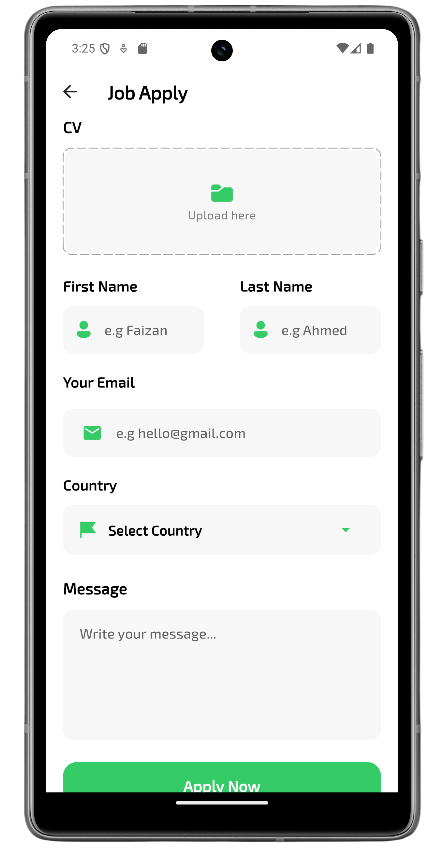 3:25
Job Apply
CV
Upload here
First Name Last Name
e.g Faizan e.g Ahmed
Your Email
e.g hello@gmail.com
Country
Select Country
Message
Write your message...
Apply Now